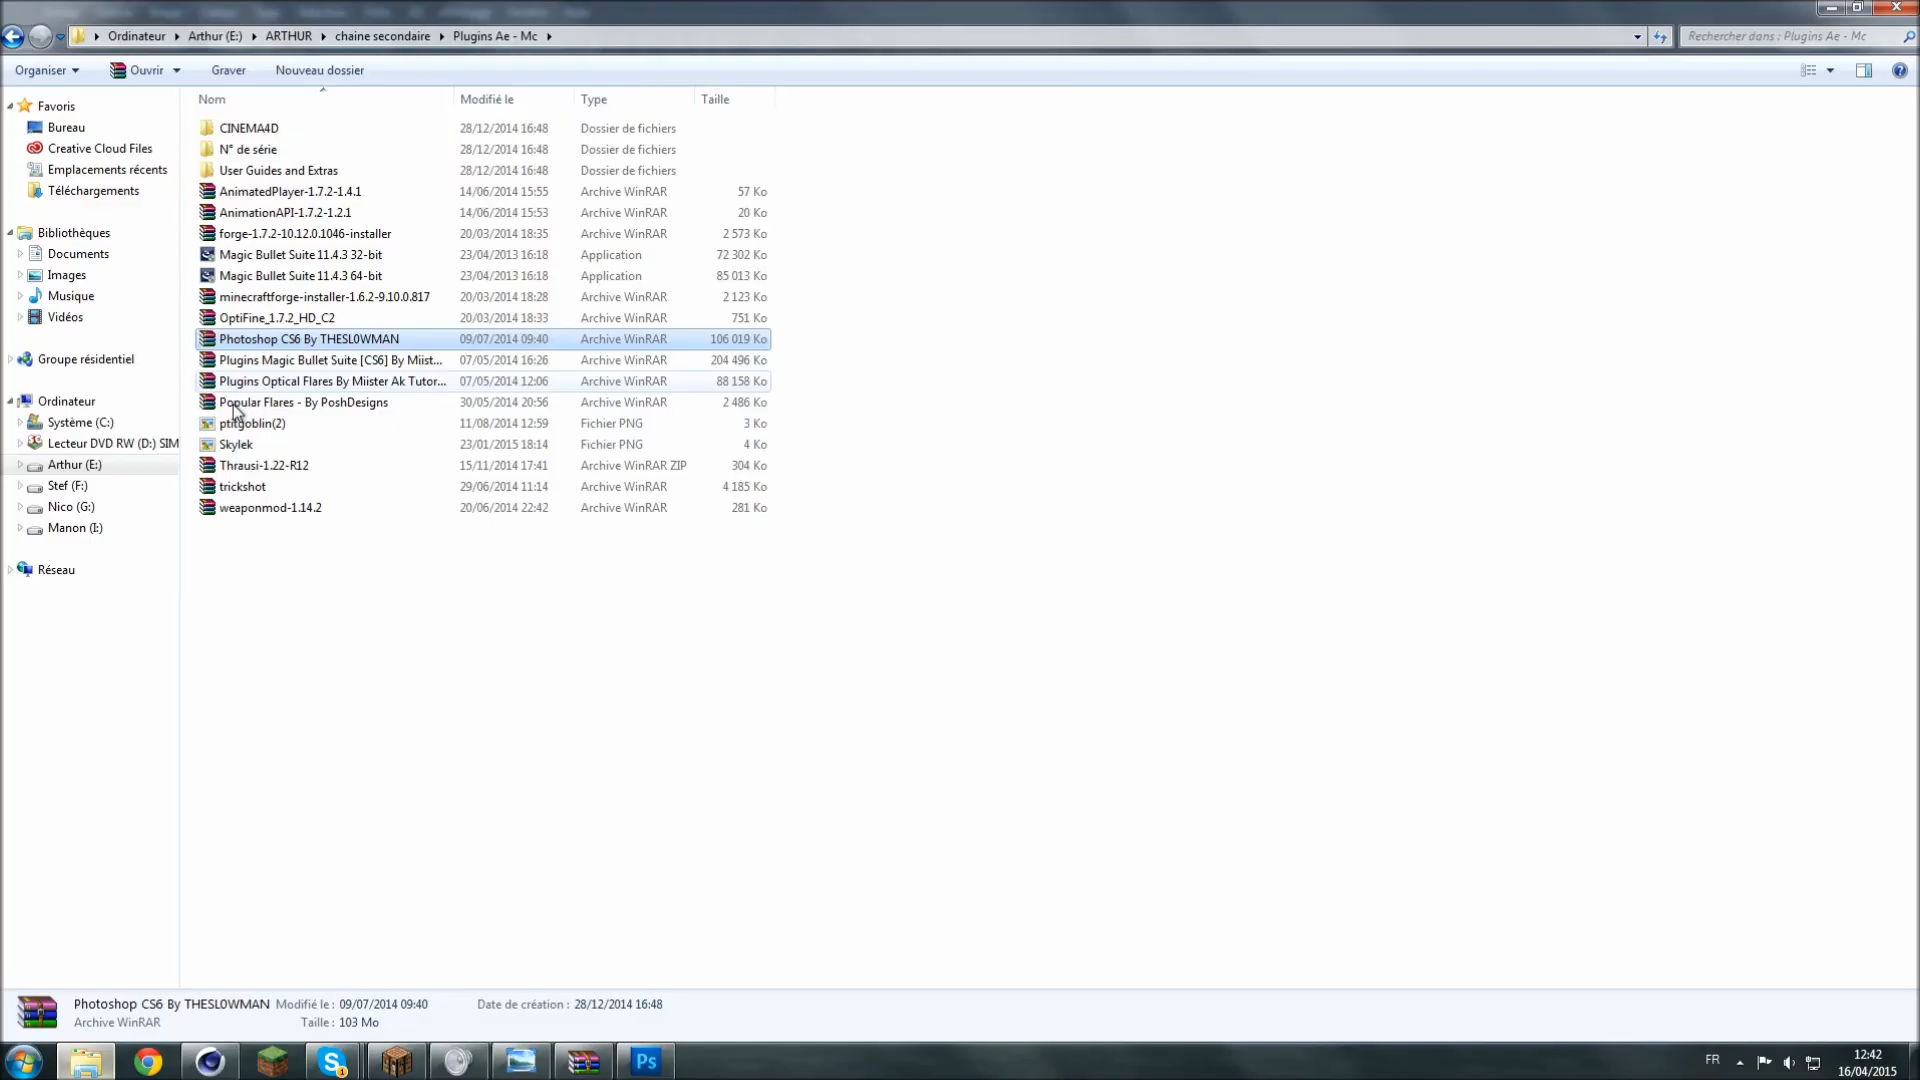 Ordinateur ▸ Arthur (E:) ▸ ARTHUR ▸ chaine secondaire ▸ Plugins Ae - Mc ▸
Rechercher dans : Plugins Ae - Mc
Organiser Ouvrir Graver Nouveau dossier
Nom Modifié le Type Taille
Favoris
Bureau
Creative Cloud Files
Emplacements récents
Téléchargements
Bibliothèques
Documents
Images
Musique
Vidéos
Groupe résidentiel
Ordinateur
Système (C:)
Lecteur DVD RW (D:) SIM
Arthur (E:)
Stef (F:)
Nico (G:)
Manon (I:)
Réseau
CINEMA4D 28/12/2014 16:48 Dossier de fichiers
N° de série 28/12/2014 16:48 Dossier de fichiers
User Guides and Extras 28/12/2014 16:48 Dossier de fichiers
AnimatedPlayer-1.7.2-1.4.1 14/06/2014 15:55 Archive WinRAR 57 Ko
AnimationAPI-1.7.2-1.2.1 14/06/2014 15:53 Archive WinRAR 20 Ko
forge-1.7.2-10.12.0.1046-installer 20/03/2014 18:35 Archive WinRAR 2 573 Ko
Magic Bullet Suite 11.4.3 32-bit 23/04/2013 16:18 Application 72 302 Ko
Magic Bullet Suite 11.4.3 64-bit 23/04/2013 16:18 Application 85 013 Ko
minecraftforge-installer-1.6.2-9.10.0.817 20/03/2014 18:28 Archive WinRAR 2 123 Ko
OptiFine_1.7.2_HD_C2 20/03/2014 18:33 Archive WinRAR 751 Ko
Photoshop CS6 By THESL0WMAN 09/07/2014 09:40 Archive WinRAR 106 019 Ko
Plugins Magic Bullet Suite [CS6] By Miist... 07/05/2014 16:26 Archive WinRAR 204 496 Ko
Plugins Optical Flares By Miister Ak Tutor... 07/05/2014 12:06 Archive WinRAR 88 158 Ko
Popular Flares - By PoshDesigns 30/05/2014 20:56 Archive WinRAR 2 486 Ko
ptitgoblin(2) 11/08/2014 12:59 Fichier PNG 3 Ko
Skylek 23/01/2015 18:14 Fichier PNG 4 Ko
Thrausi-1.22-R12 15/11/2014 17:41 Archive WinRAR ZIP 304 Ko
trickshot 29/06/2014 11:14 Archive WinRAR 4 185 Ko
weaponmod-1.14.2 20/06/2014 22:42 Archive WinRAR 281 Ko
Photoshop CS6 By THESL0WMAN Modifié le : 09/07/2014 09:40 Date de création : 28/12/2014 16:48
Archive WinRAR Taille : 103 Mo
Ps
FR
12:42
16/04/2015